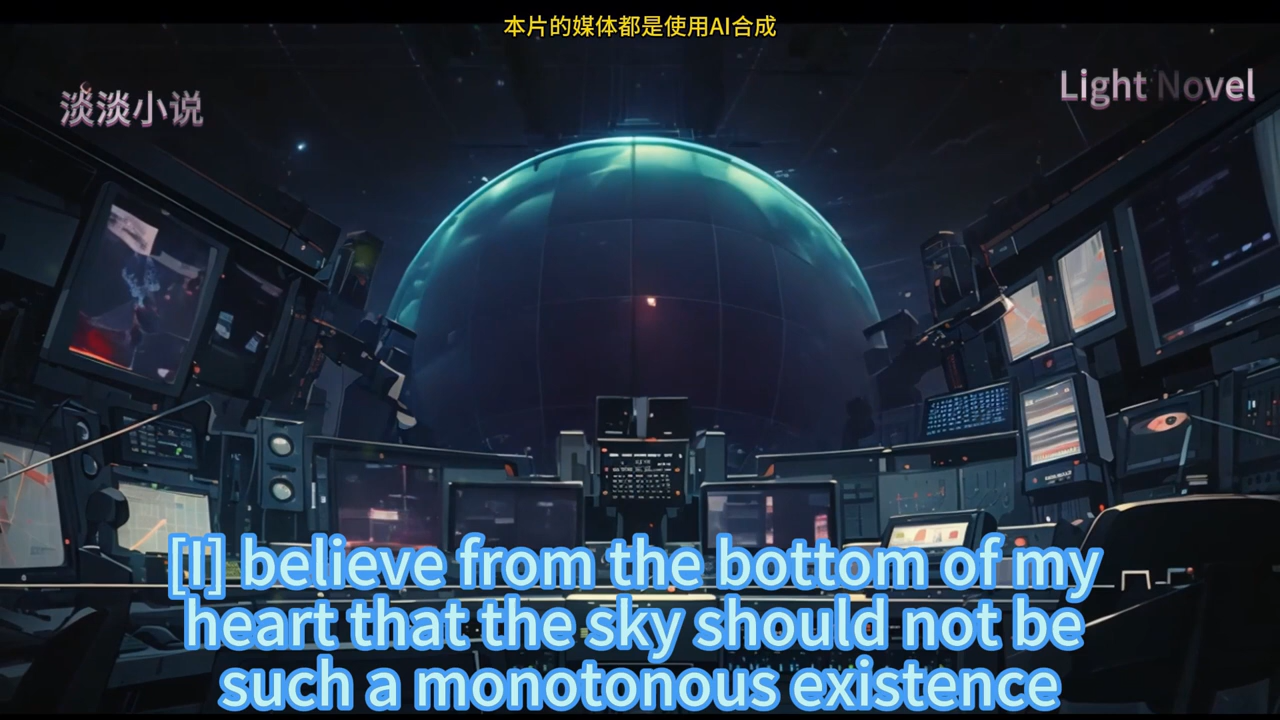 本片的媒体都是使用AI合成
淡淡小说
Light Novel
[I] believe from the bottom of my
heart that the sky should not be
such a monotonous existence